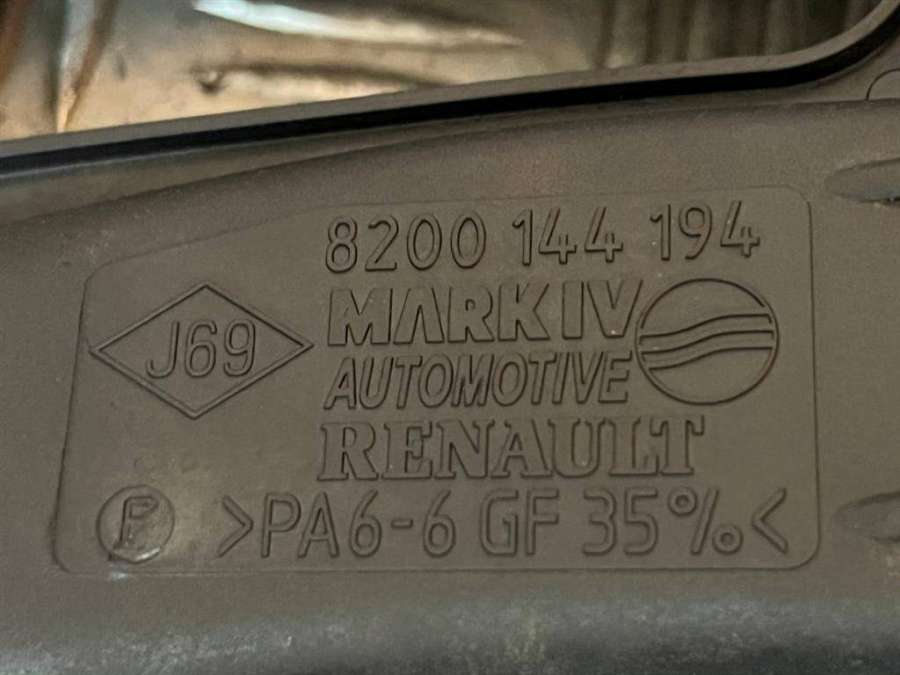 8200 144 194
J69
MARK IV
AUTOMOTIVE
RENAULT
F >PA6-6 GF 35%<